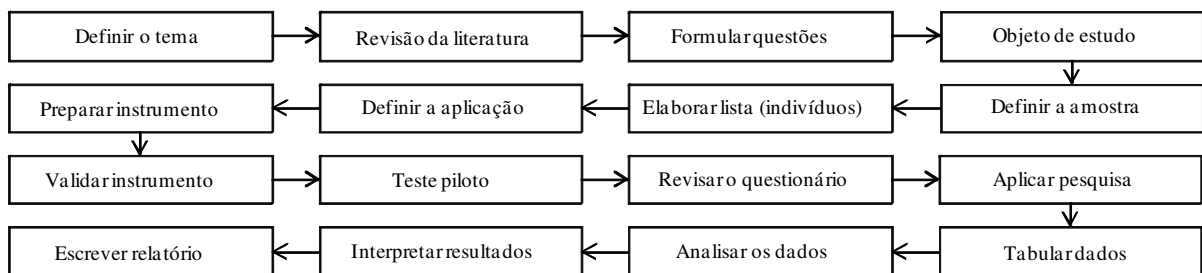 Definir o tema
Revisão da literatura
Formular questões
Objeto de estudo
Definir a amostra
Elaborar lista (indivíduos)
Definir a aplicação
Preparar instrumento
Validar instrumento
Teste piloto
Revisar o questionário
Aplicar pesquisa
Tabular dados
Analisar os dados
Interpretar resultados
Escrever relatório